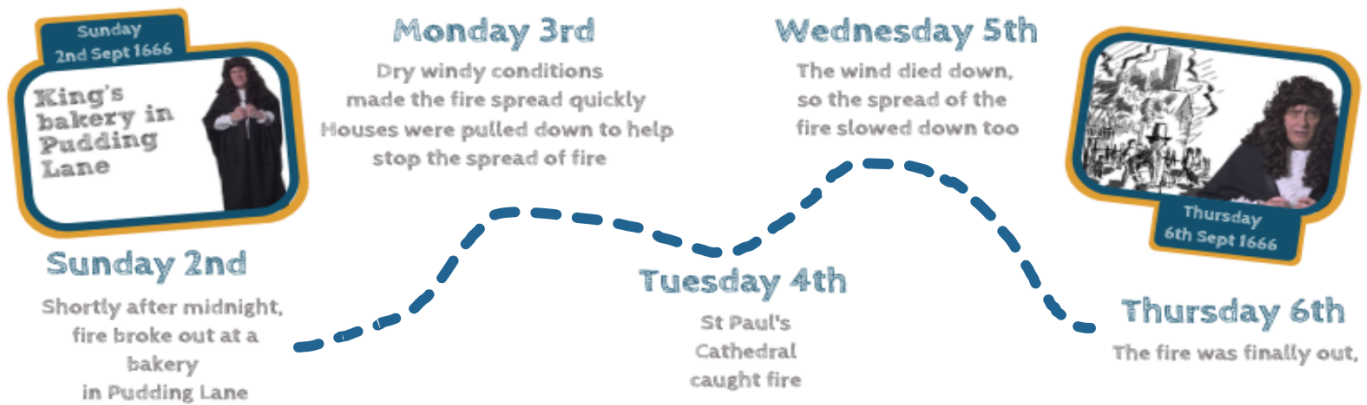 Sunday
2nd Sept 1666
King's
bakery in
Pudding
Lane
Sunday 2nd
Shortly after midnight,
fire broke out at a
bakery
in Pudding Lane
Monday 3rd
Dry windy conditions
made the fire spread quickly
Houses were pulled down to help
stop the spread of fire
Tuesday 4th
St Paul's
Cathedral
caught fire
Wednesday 5th
The wind died down,
so the spread of the
fire slowed down too
Thursday
6th Sept 1666
Thursday 6th
The fire was finally out,